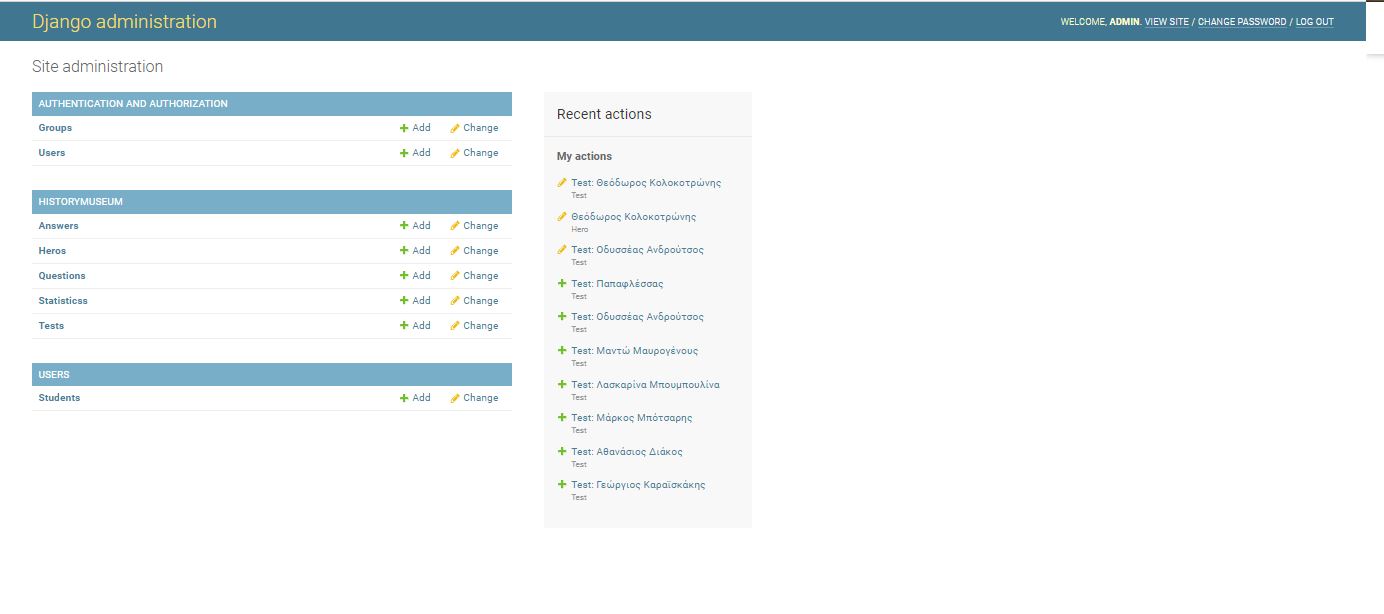 Django administration
WELCOME, ADMIN. VIEW SITE / CHANGE PASSWORD / LOG OUT
Site administration
AUTHENTICATION AND AUTHORIZATION
Groups Add Change
Users Add Change
HISTORYMUSEUM
Answers Add Change
Heros Add Change
Questions Add Change
Statisticss Add Change
Tests Add Change
USERS
Students Add Change
Recent actions
My actions
Test: Θεόδωρος Κολοκοτρώνης
Test
Θεόδωρος Κολοκοτρώνης
Hero
Test: Οδυσσέας Ανδρούτσος
Test
Test: Παπαφλέσσας
Test
Test: Οδυσσέας Ανδρούτσος
Test
Test: Μαντώ Μαυρογένους
Test
Test: Λασκαρίνα Μπουμπουλίνα
Test
Test: Μάρκος Μπότσαρης
Test
Test: Αθανάσιος Διάκος
Test
Test: Γεώργιος Καραϊσκάκης
Test